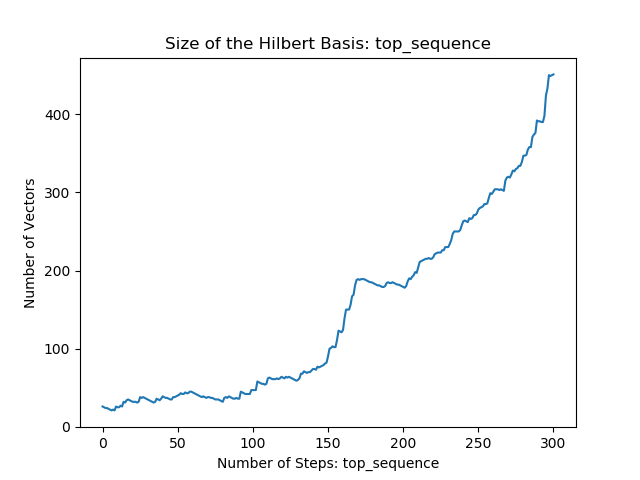 Size of the Hilbert Basis: top_sequence
400
300
200
100
0
Number of Vectors
0 50 100 150 200 250 300
Number of Steps: top_sequence